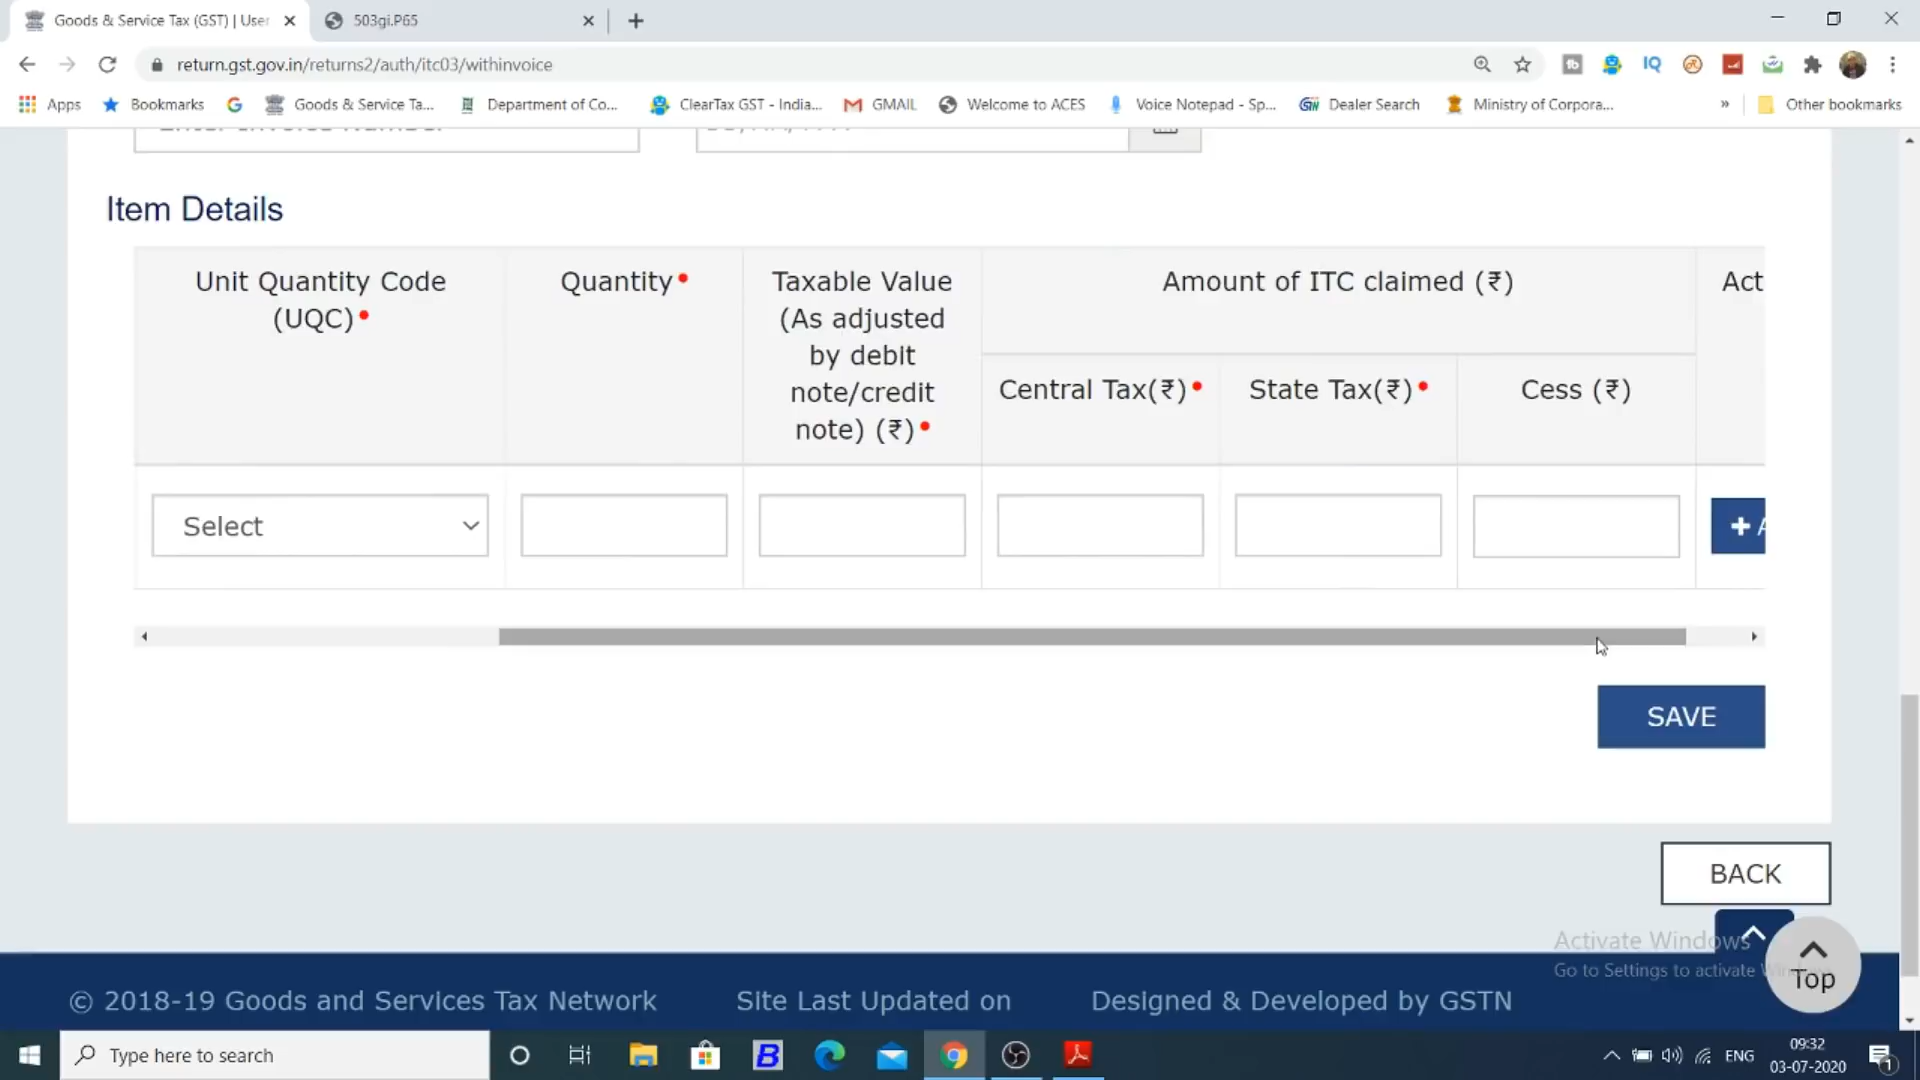 Goods & Service Tax (GST) | User
503gi.P65
return.gst.gov.in/returns2/auth/itc03/withinvoice
IQ
Apps
Bookmarks
Goods & Service Ta...
Department of Co...
ClearTax GST - India...
GMAIL
Welcome to ACES
Voice Notepad - Sp...
Dealer Search
Ministry of Corpora...
»
Other bookmarks
Item Details
Unit Quantity Code
(UQC)•
Quantity•
Taxable Value
(As adjusted
by debit
note/credit
note) (₹)•
Amount of ITC claimed (₹)
Act
Central Tax(₹)•
State Tax(₹)•
Cess (₹)
Select
+ A
SAVE
BACK
Activate Windows
Go to Settings to activate Wi
Top
© 2018-19 Goods and Services Tax Network
Site Last Updated on
Designed & Developed by GSTN
Type here to search
ENG
09:32
03-07-2020
1